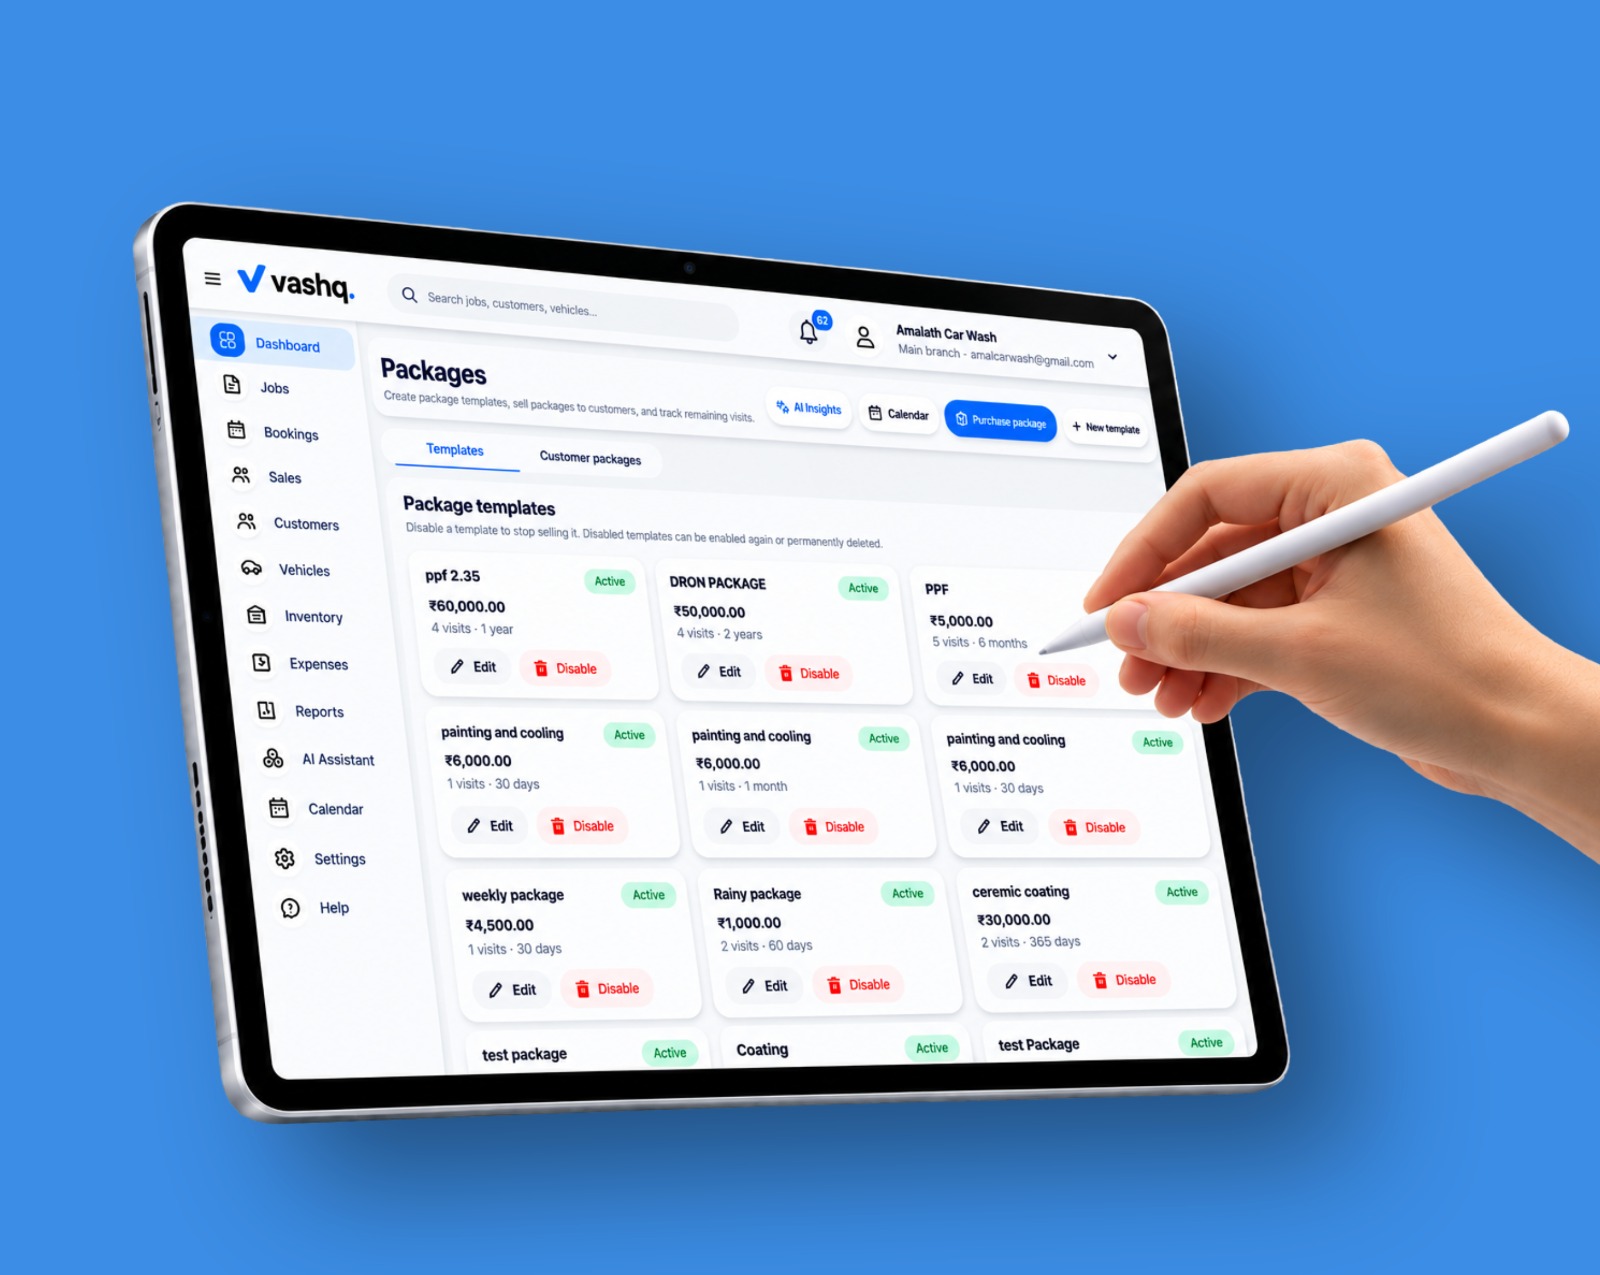 vashq.
Search jobs, customers, vehicles...
62
Amalath Car Wash
Main branch - amalcarwash@gmail.com
Dashboard
Jobs
Bookings
Sales
Customers
Vehicles
Inventory
Expenses
Reports
AI Assistant
Calendar
Settings
Help
Packages
Create package templates, sell packages to customers, and track remaining visits.
AI Insights
Calendar
Purchase package
+ New template
Templates
Customer packages
Package templates
Disable a template to stop selling it. Disabled templates can be enabled again or permanently deleted.
ppf 2.35
Active
₹60,000.00
4 visits · 1 year
Edit
Disable
DRON PACKAGE
Active
₹50,000.00
4 visits · 2 years
Edit
Disable
PPF
₹5,000.00
5 visits · 6 months
Edit
Disable
painting and cooling
Active
₹6,000.00
1 visits · 30 days
Edit
Disable
painting and cooling
Active
₹6,000.00
1 visits · 1 month
Edit
Disable
painting and cooling
Active
₹6,000.00
1 visits · 30 days
Edit
Disable
weekly package
Active
₹4,500.00
1 visits · 30 days
Edit
Disable
Rainy package
Active
₹1,000.00
2 visits · 60 days
Edit
Disable
ceremic coating
Active
₹30,000.00
2 visits · 365 days
Edit
Disable
test package
Active
Coating
Active
test Package
Active